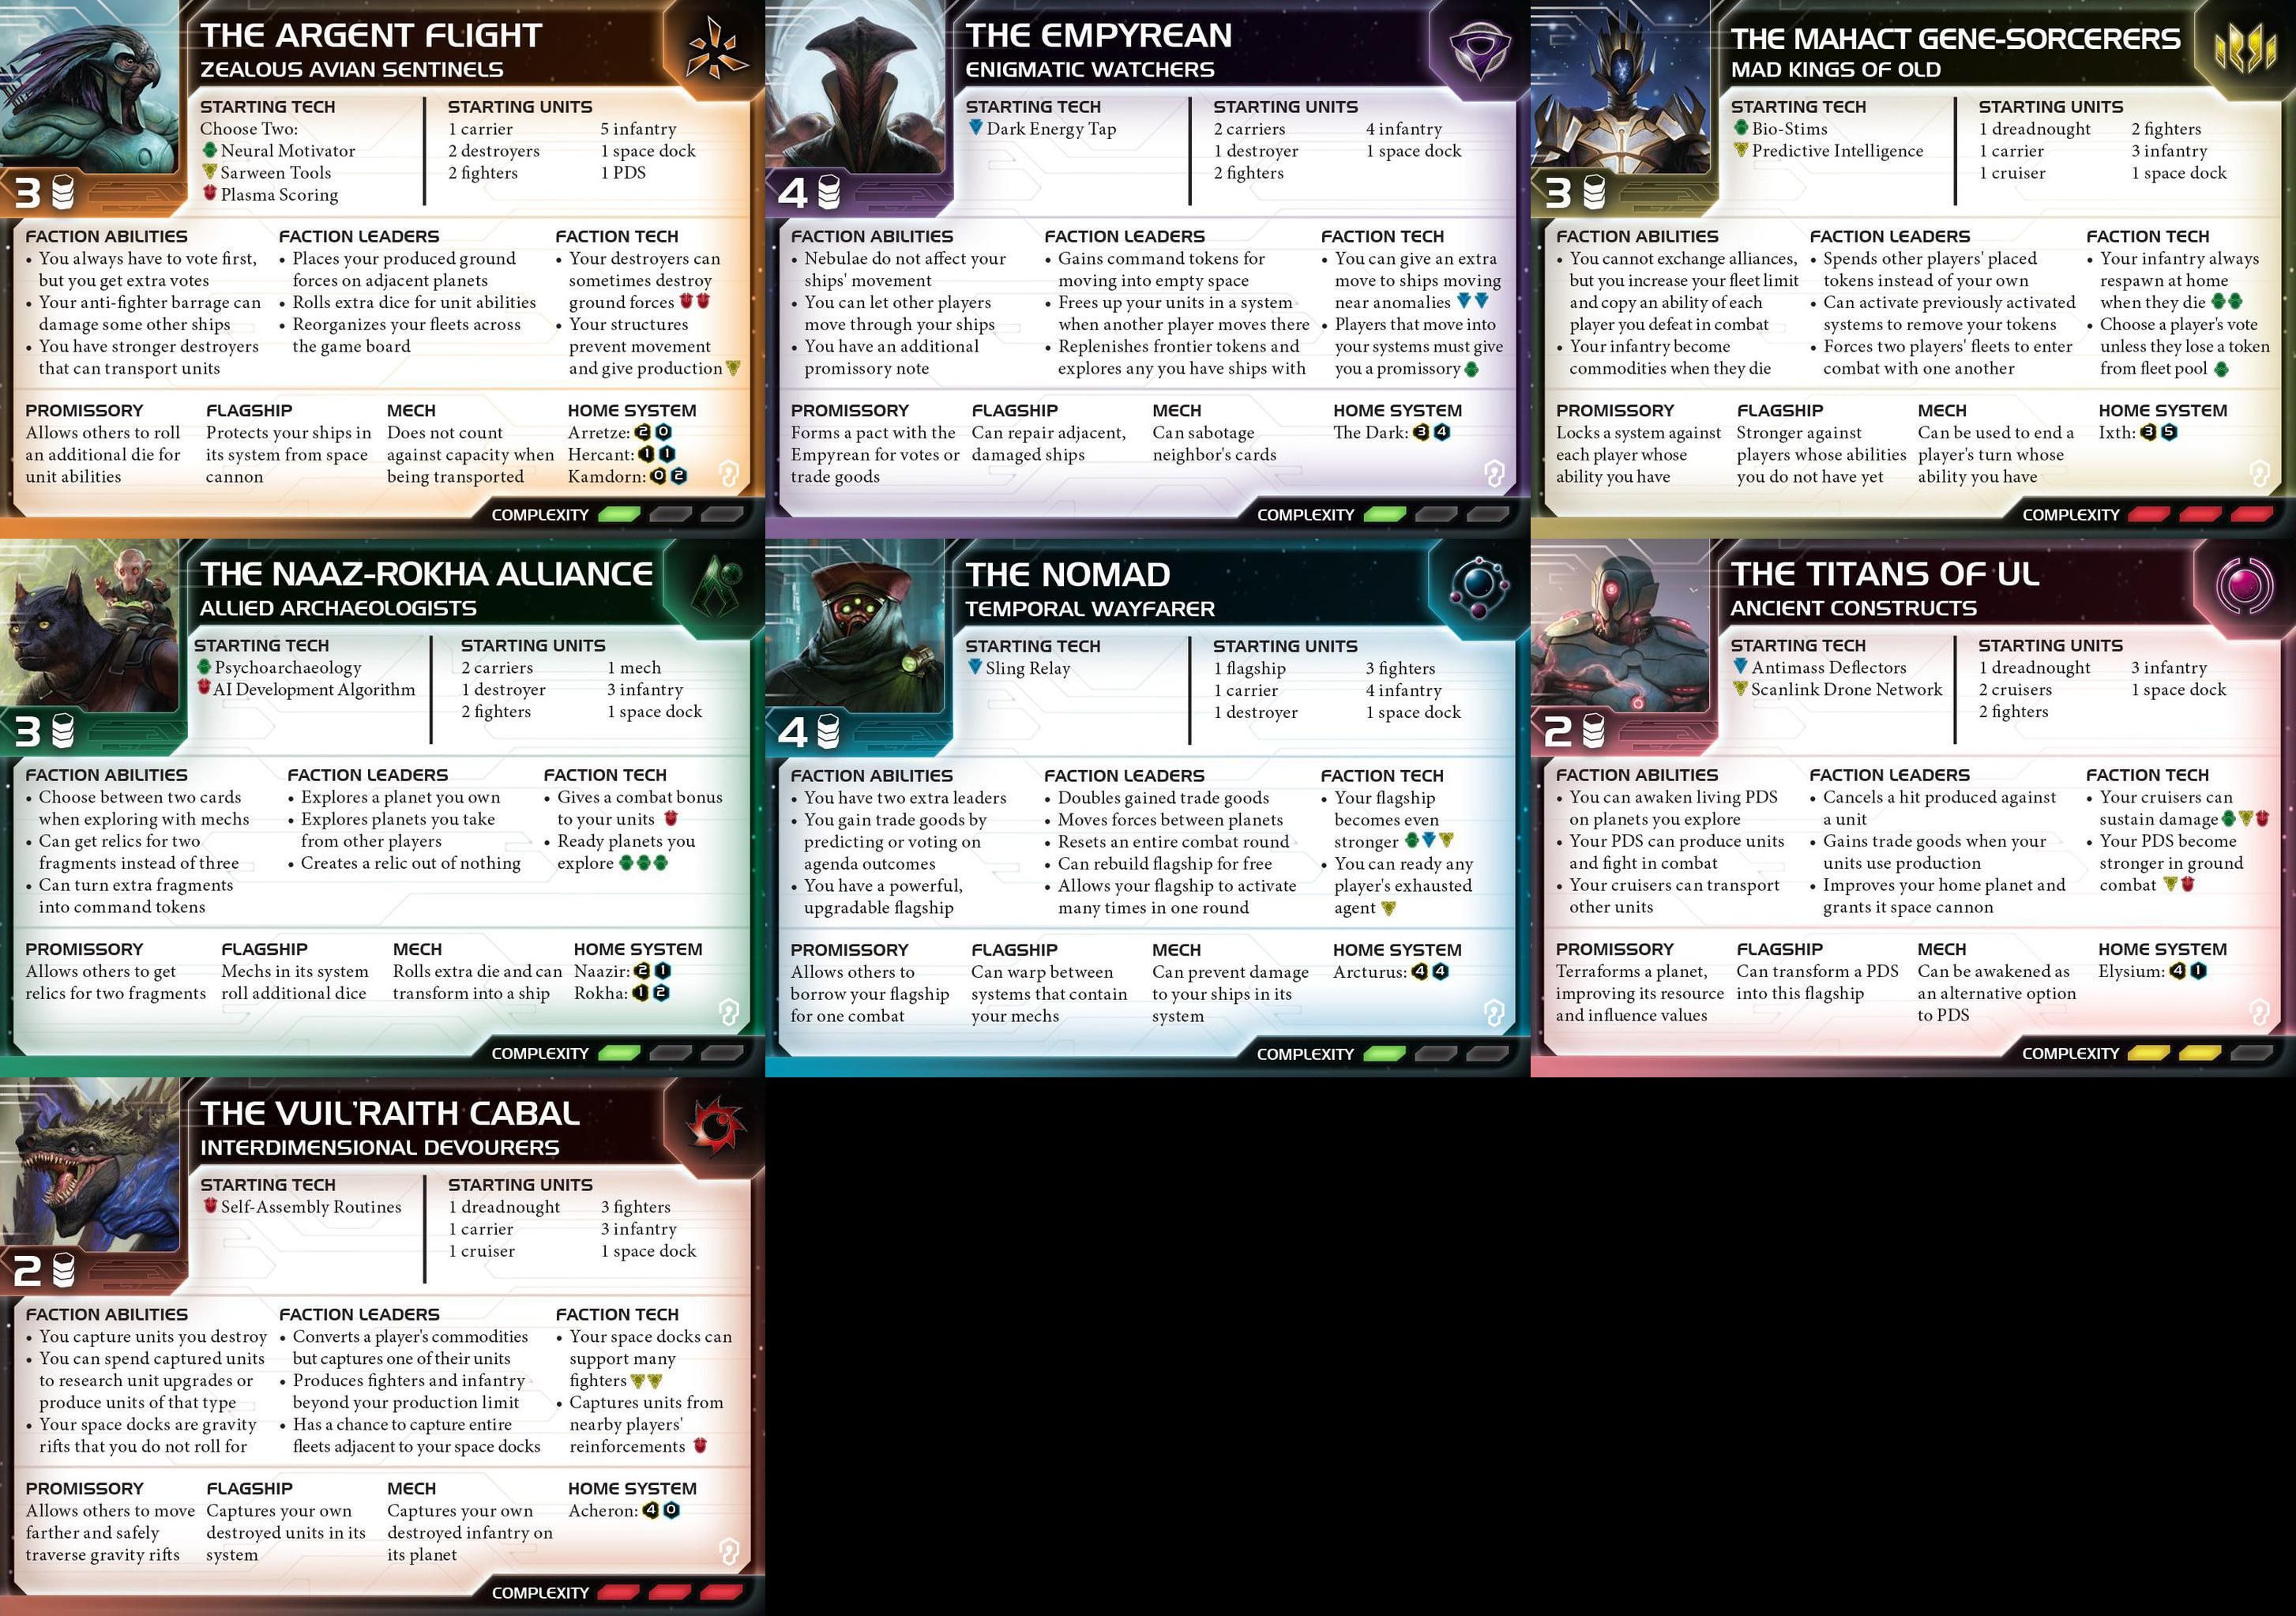 THE ARGENT FLIGHT
ZEALOUS AVIAN SENTINELS
3
STARTING TECH
Choose Two:
Neural Motivator
Sarween Tools
Plasma Scoring
STARTING UNITS
1 carrier
2 destroyers
2 fighters
5 infantry
1 space dock
1 PDS
FACTION ABILITIES
• You always have to vote first,
but you get extra votes
• Your anti-fighter barrage can
damage some other ships
• You have stronger destroyers
that can transport units
FACTION LEADERS
• Places your produced ground
forces on adjacent planets
• Rolls extra dice for unit abilities
• Reorganizes your fleets across
the game board
FACTION TECH
• Your destroyers can
sometimes destroy
ground forces
• Your structures
prevent movement
and give production
PROMISSORY
Allows others to roll
an additional die for
unit abilities
FLAGSHIP
Protects your ships in
its system from space
cannon
MECH
Does not count
against capacity when
being transported
HOME SYSTEM
Arretze: 2 0
Hercant: 1 1
Kamdorn: 0 2
COMPLEXITY
THE EMPYREAN
ENIGMATIC WATCHERS
4
STARTING TECH
Dark Energy Tap
STARTING UNITS
2 carriers
1 destroyer
2 fighters
4 infantry
1 space dock
FACTION ABILITIES
• Nebulae do not affect your
ships' movement
• You can let other players
move through your ships
• You have an additional
promissory note
FACTION LEADERS
• Gains command tokens for
moving into empty space
• Frees up your units in a system
when another player moves there
• Replenishes frontier tokens and
explores any you have ships with
FACTION TECH
• You can give an extra
move to ships moving
near anomalies
• Players that move into
your systems must give
you a promissory
PROMISSORY
Forms a pact with the
Empyrean for votes or
trade goods
FLAGSHIP
Can repair adjacent,
damaged ships
MECH
Can sabotage
neighbor's cards
HOME SYSTEM
The Dark: 3 4
COMPLEXITY
THE MAHACT GENE-SORCERERS
MAD KINGS OF OLD
3
STARTING TECH
Bio-Stims
Predictive Intelligence
STARTING UNITS
1 dreadnought
1 carrier
1 cruiser
2 fighters
3 infantry
1 space dock
FACTION ABILITIES
• You cannot exchange alliances,
but you increase your fleet limit
and copy an ability of each
player you defeat in combat
• Your infantry become
commodities when they die
FACTION LEADERS
• Spends other players' placed
tokens instead of your own
• Can activate previously activated
systems to remove your tokens
• Forces two players' fleets to enter
combat with one another
FACTION TECH
• Your infantry always
respawn at home
when they die
• Choose a player's vote
unless they lose a token
from fleet pool
PROMISSORY
Locks a system against
each player whose
ability you have
FLAGSHIP
Stronger against
players whose abilities
you do not have yet
MECH
Can be used to end a
player's turn whose
ability you have
HOME SYSTEM
Ixth: 3 5
COMPLEXITY
THE NAAZ-ROKHA ALLIANCE
ALLIED ARCHAEOLOGISTS
3
STARTING TECH
Psychoarchaeology
AI Development Algorithm
STARTING UNITS
2 carriers
1 destroyer
2 fighters
1 mech
3 infantry
1 space dock
FACTION ABILITIES
• Choose between two cards
when exploring with mechs
• Can get relics for two
fragments instead of three
• Can turn extra fragments
into command tokens
FACTION LEADERS
• Explores a planet you own
• Explores planets you take
from other players
• Creates a relic out of nothing
FACTION TECH
• Gives a combat bonus
to your units
• Ready planets you
explore
PROMISSORY
Allows others to get
relics for two fragments
FLAGSHIP
Mechs in its system
roll additional dice
MECH
Rolls extra die and can
transform into a ship
HOME SYSTEM
Naazir: 2 1
Rokha: 1 2
COMPLEXITY
THE NOMAD
TEMPORAL WAYFARER
4
STARTING TECH
Sling Relay
STARTING UNITS
1 flagship
1 carrier
1 destroyer
3 fighters
4 infantry
1 space dock
FACTION ABILITIES
• You have two extra leaders
• You gain trade goods by
predicting or voting on
agenda outcomes
• You have a powerful,
upgradable flagship
FACTION LEADERS
• Doubles gained trade goods
• Moves forces between planets
• Resets an entire combat round
• Can rebuild flagship for free
• Allows your flagship to activate
many times in one round
FACTION TECH
• Your flagship
becomes even
stronger
• You can ready any
player's exhausted
agent
PROMISSORY
Allows others to
borrow your flagship
for one combat
FLAGSHIP
Can warp between
systems that contain
your mechs
MECH
Can prevent damage
to your ships in its
system
HOME SYSTEM
Arcturus: 4 4
COMPLEXITY
THE TITANS OF UL
ANCIENT CONSTRUCTS
2
STARTING TECH
Antimass Deflectors
Scanlink Drone Network
STARTING UNITS
1 dreadnought
2 cruisers
2 fighters
3 infantry
1 space dock
FACTION ABILITIES
• You can awaken living PDS
on planets you explore
• Your PDS can produce units
and fight in combat
• Your cruisers can transport
other units
FACTION LEADERS
• Cancels a hit produced against
a unit
• Gains trade goods when your
units use production
• Improves your home planet and
grants it space cannon
FACTION TECH
• Your cruisers can
sustain damage
• Your PDS become
stronger in ground
combat
PROMISSORY
Terraforms a planet,
improving its resource
and influence values
FLAGSHIP
Can transform a PDS
into this flagship
MECH
Can be awakened as
an alternative option
to PDS
HOME SYSTEM
Elysium: 4 1
COMPLEXITY
THE VUIL'RAITH CABAL
INTERDIMENSIONAL DEVOURERS
2
STARTING TECH
Self-Assembly Routines
STARTING UNITS
1 dreadnought
1 carrier
1 cruiser
3 fighters
3 infantry
1 space dock
FACTION ABILITIES
• You capture units you destroy
• You can spend captured units
to research unit upgrades or
produce units of that type
• Your space docks are gravity
rifts that you do not roll for
FACTION LEADERS
• Converts a player's commodities
but captures one of their units
• Produces fighters and infantry
beyond your production limit
• Has a chance to capture entire
fleets adjacent to your space docks
FACTION TECH
• Your space docks can
support many
fighters
• Captures units from
nearby players'
reinforcements
PROMISSORY
Allows others to move
farther and safely
traverse gravity rifts
FLAGSHIP
Captures your own
destroyed units in its
system
MECH
Captures your own
destroyed infantry on
its planet
HOME SYSTEM
Acheron: 4 0
COMPLEXITY